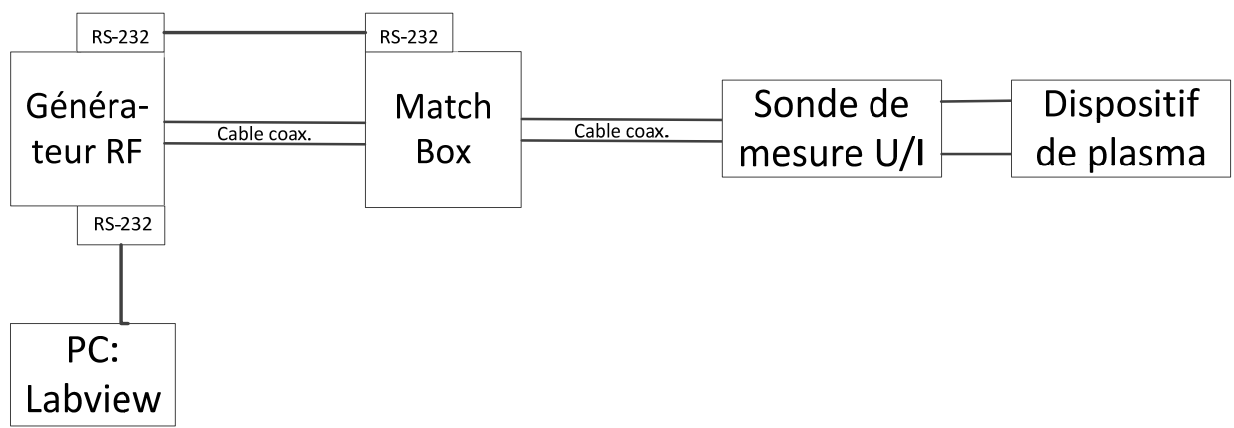 RS-232
RS-232
Généra-
teur RF
Cable coax.
Match
Box
Cable coax.
Sonde de
mesure U/I
Dispositif
de plasma
RS-232
PC:
Labview